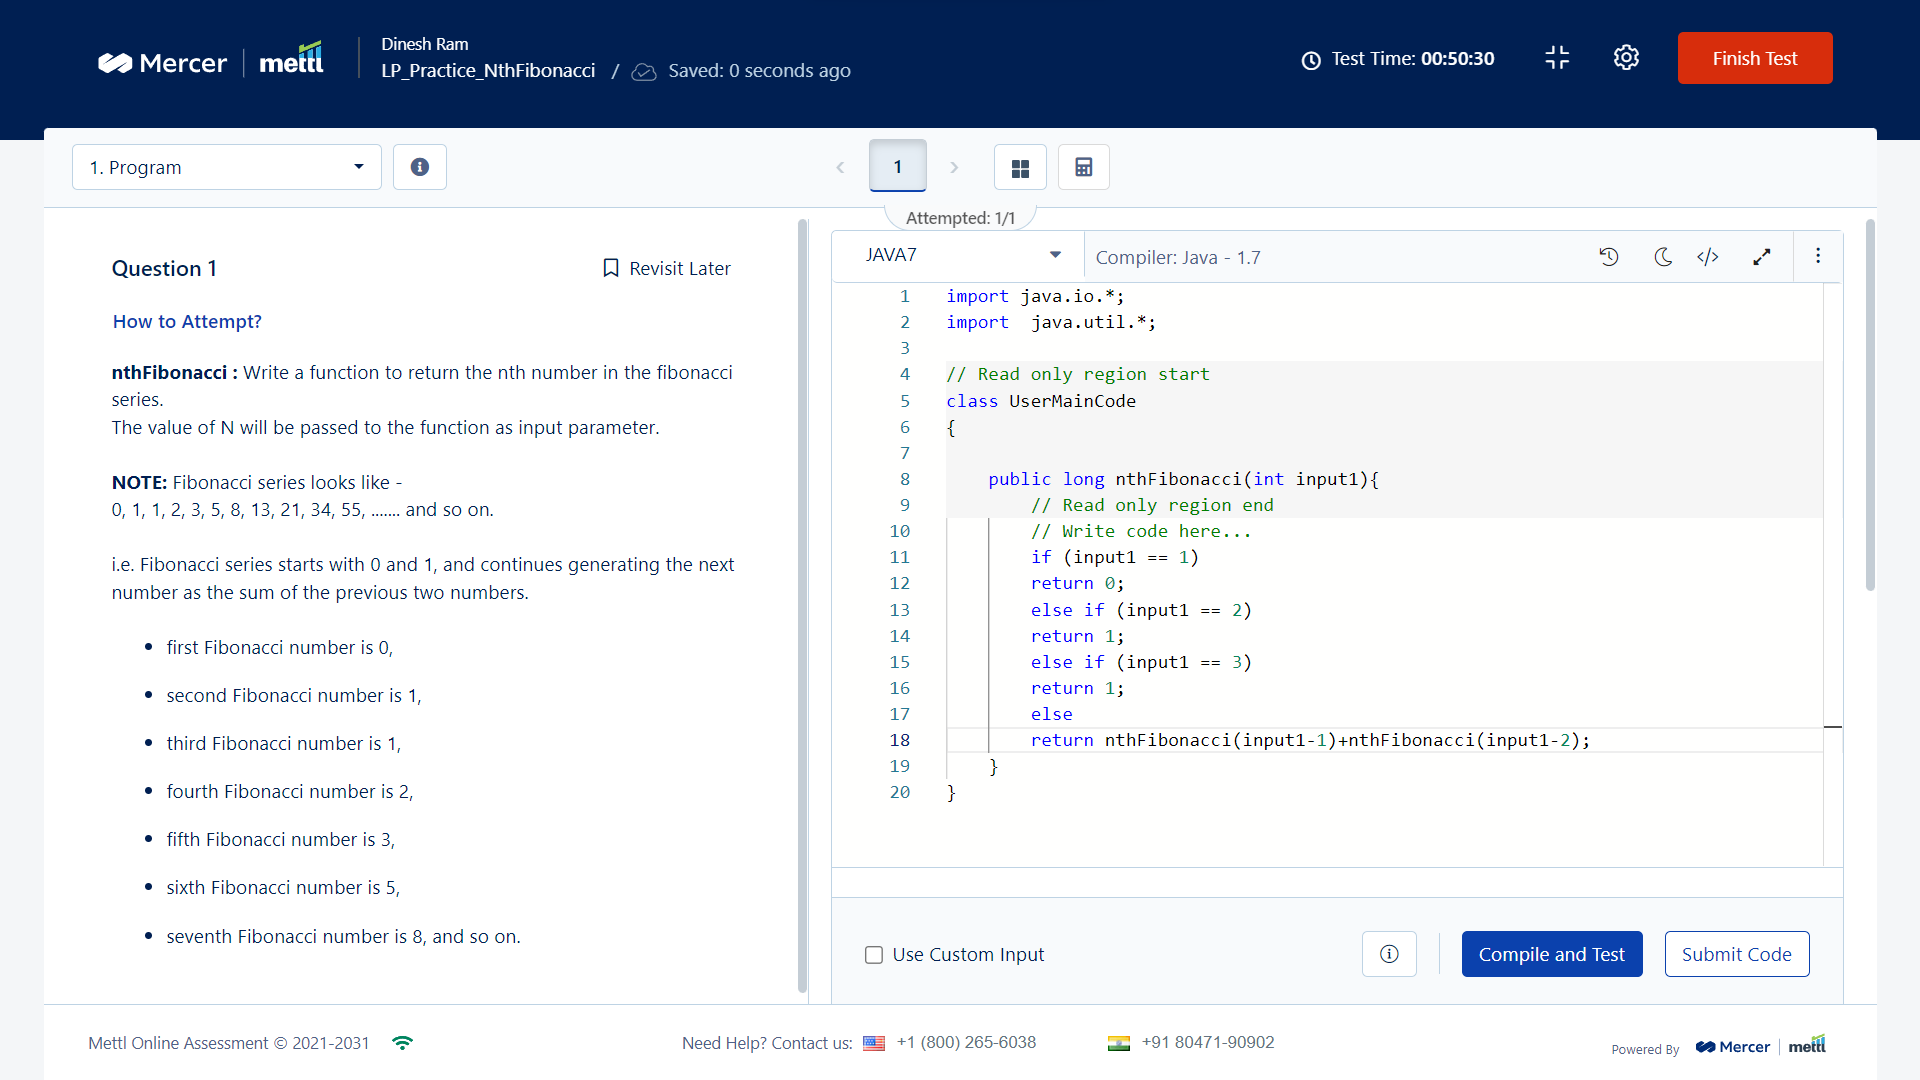 Mercer mettl
Dinesh Ram
LP_Practice_NthFibonacci / Saved: 0 seconds ago
Test Time: 00:50:30
Finish Test
1. Program
1
Attempted: 1/1
Question 1
Revisit Later
How to Attempt?
nthFibonacci : Write a function to return the nth number in the fibonacci
series.
The value of N will be passed to the function as input parameter.
NOTE: Fibonacci series looks like -
0, 1, 1, 2, 3, 5, 8, 13, 21, 34, 55, ....... and so on.
i.e. Fibonacci series starts with 0 and 1, and continues generating the next
number as the sum of the previous two numbers.
• first Fibonacci number is 0,
• second Fibonacci number is 1,
• third Fibonacci number is 1,
• fourth Fibonacci number is 2,
• fifth Fibonacci number is 3,
• sixth Fibonacci number is 5,
• seventh Fibonacci number is 8, and so on.
JAVA7
Compiler: Java - 1.7
1 import java.io.*;
2 import  java.util.*;
3
4 // Read only region start
5 class UserMainCode
6 {
7
8     public long nthFibonacci(int input1){
9         // Read only region end
10         // Write code here...
11         if (input1 == 1)
12         return 0;
13         else if (input1 == 2)
14         return 1;
15         else if (input1 == 3)
16         return 1;
17         else
18         return nthFibonacci(input1-1)+nthFibonacci(input1-2);
19     }
20 }
Use Custom Input
Compile and Test
Submit Code
Mettl Online Assessment © 2021-2031
Need Help? Contact us: +1 (800) 265-6038
+91 80471-90902
Powered By Mercer mettl